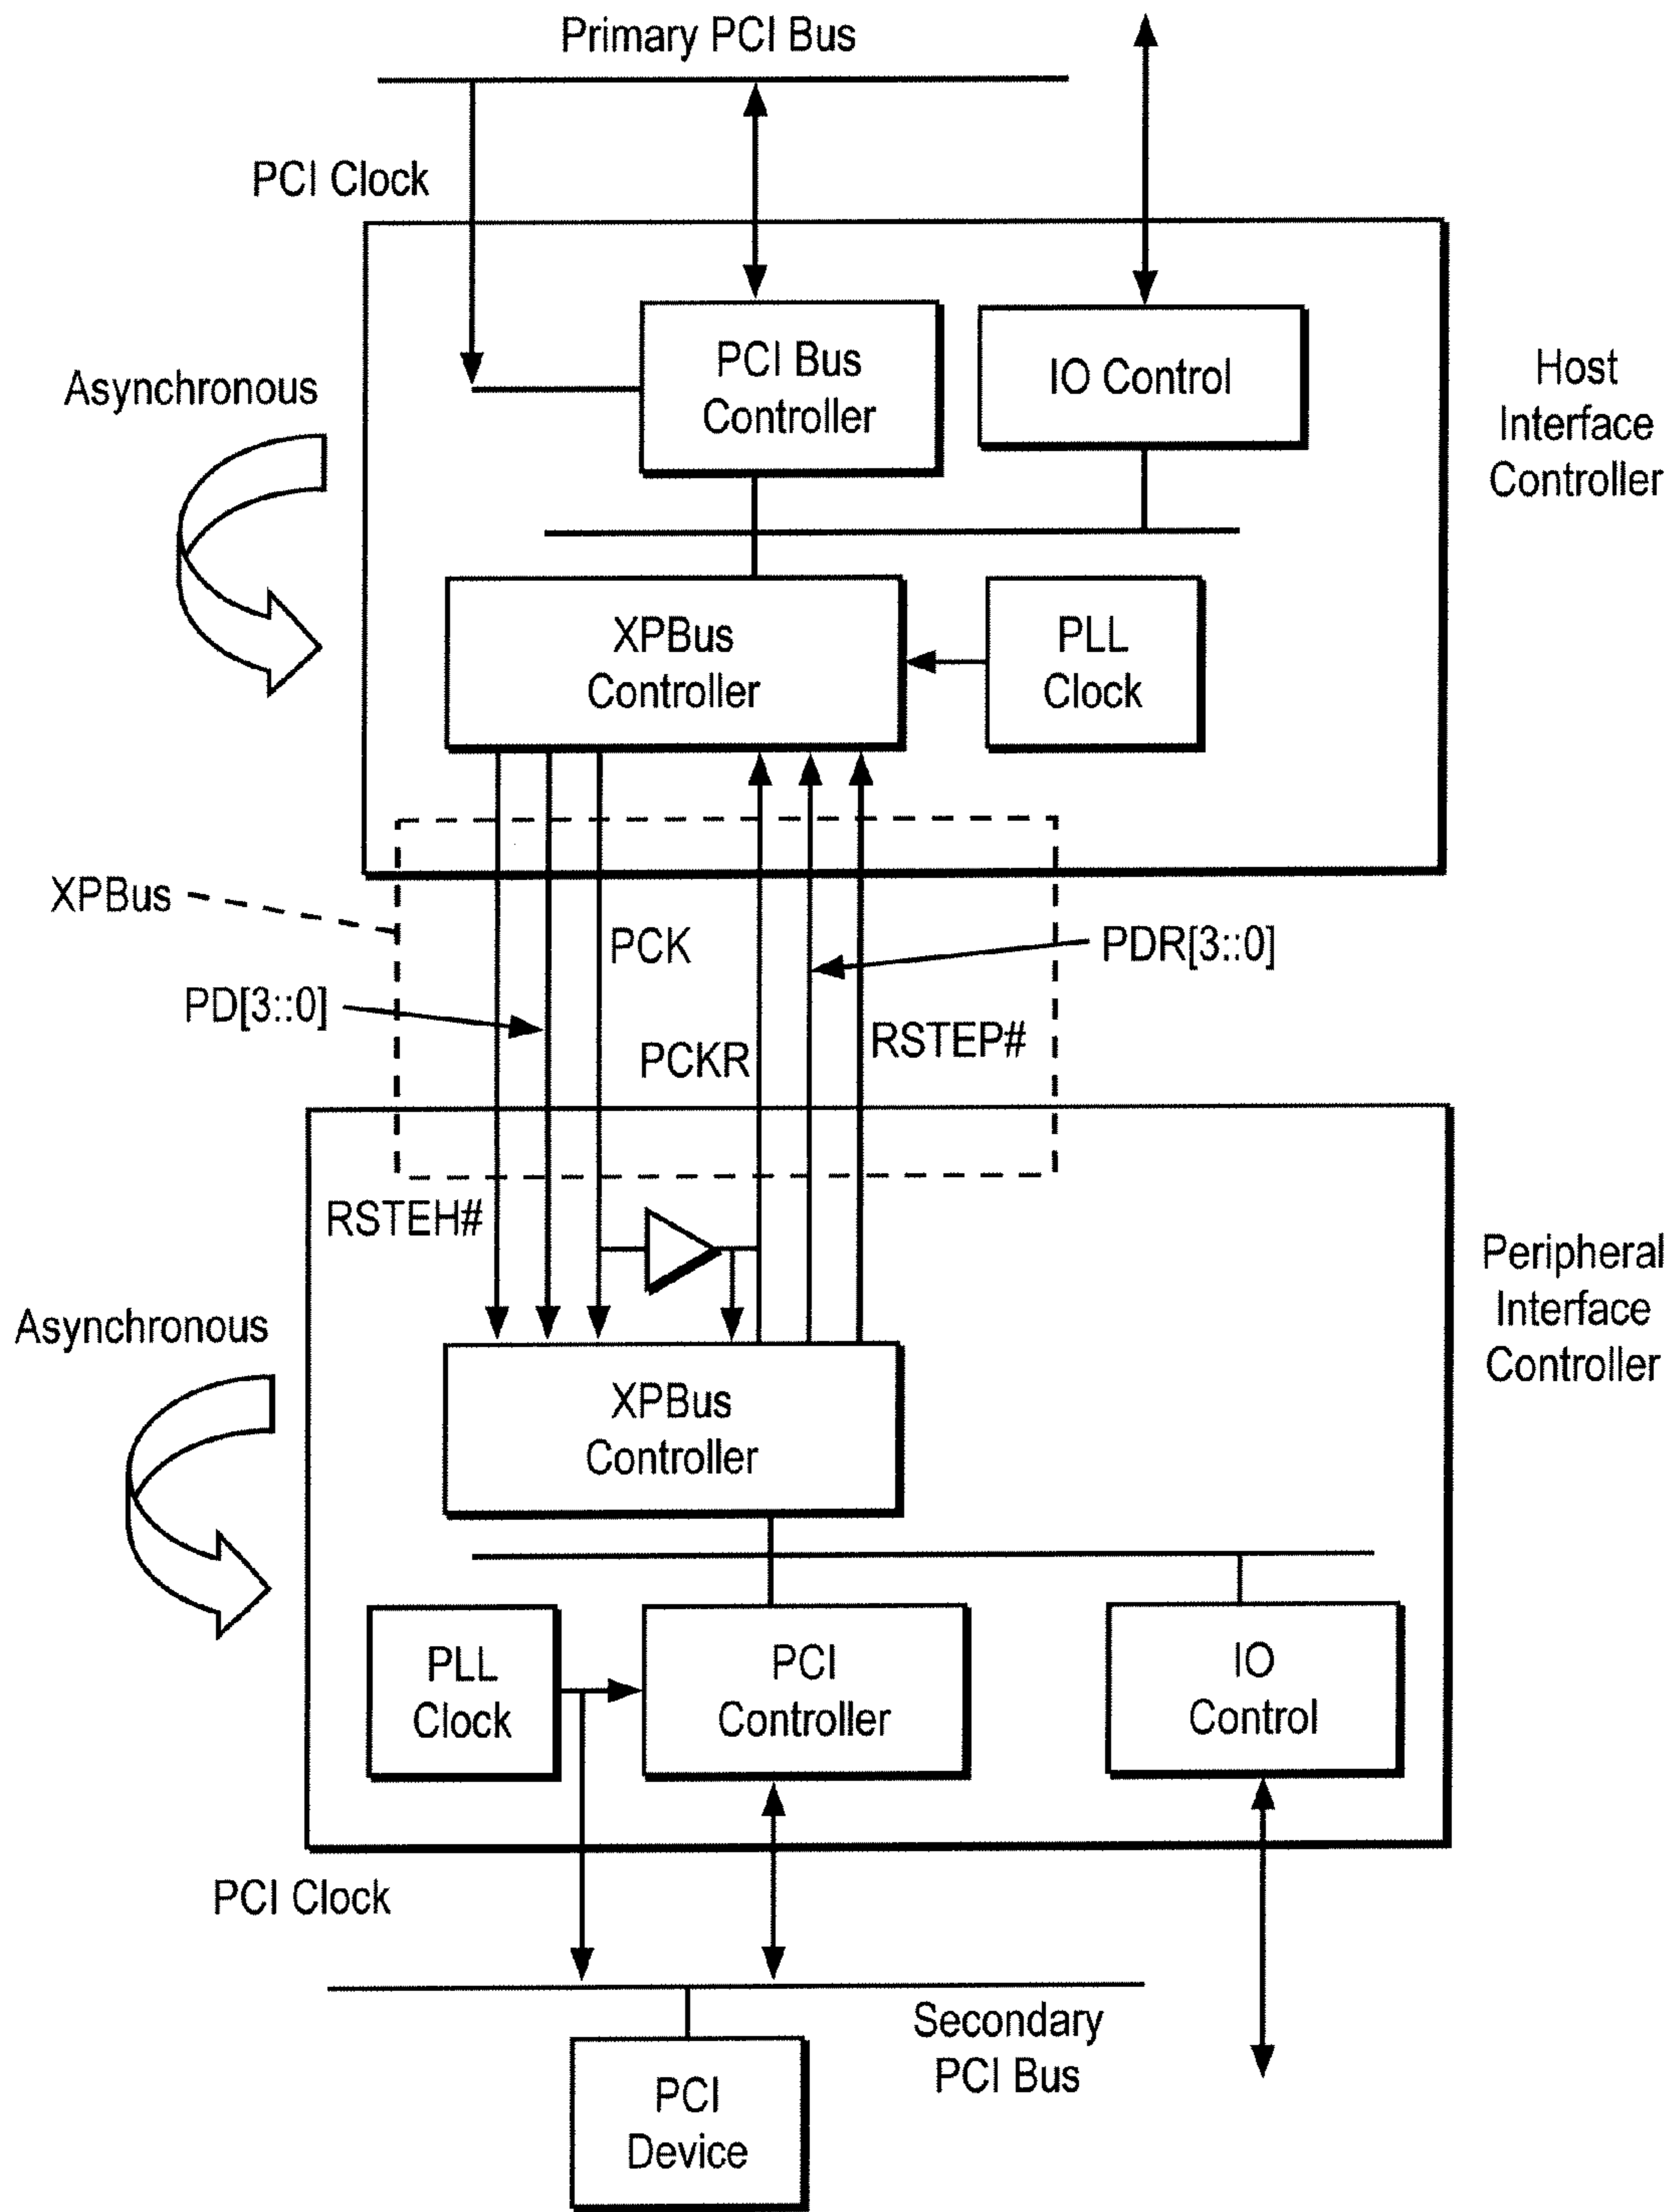 Primary PCI Bus
PCI Clock
PCI Bus
Controller
IO Control
Host
Interface
Controller
Asynchronous
XPBus
Controller
PLL
Clock
XPBus
PCK
PDR[3::0]
PD[3::0]
PCKR
RSTEP#
RSTEH#
Peripheral
Interface
Controller
Asynchronous
XPBus
Controller
PLL
Clock
PCI
Controller
IO
Control
PCI Clock
Secondary
PCI Bus
PCI
Device